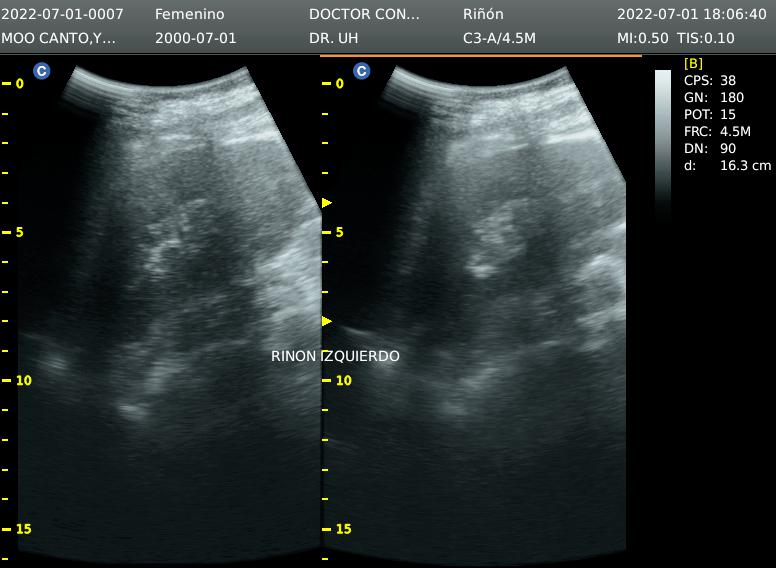 2022-07-01-0007 Femenino DOCTOR CON... Riñón 2022-07-01 18:06:40
MOO CANTO,Y... 2000-07-01 DR. UH C3-A/4.5M MI:0.50 TIS:0.10
C C [B]
0 0 CPS: 38
GN: 180
POT: 15
FRC: 4.5M
DN: 90
d: 16.3 cm
5 5
RINON IZQUIERDO
10 10
15 15